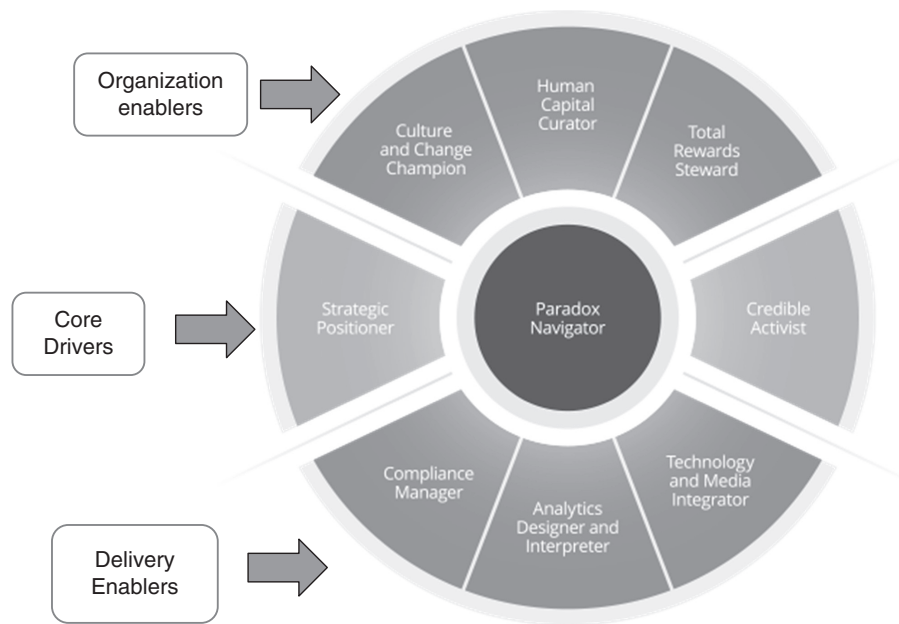 Organization
enablers
Culture
and Change
Champion
Human
Capital
Curator
Total
Rewards
Steward
Core
Drivers
Strategic
Positioner
Paradox
Navigator
Credible
Activist
Delivery
Enablers
Compliance
Manager
Analytics
Designer and
Interpreter
Technology
and Media
Integrator